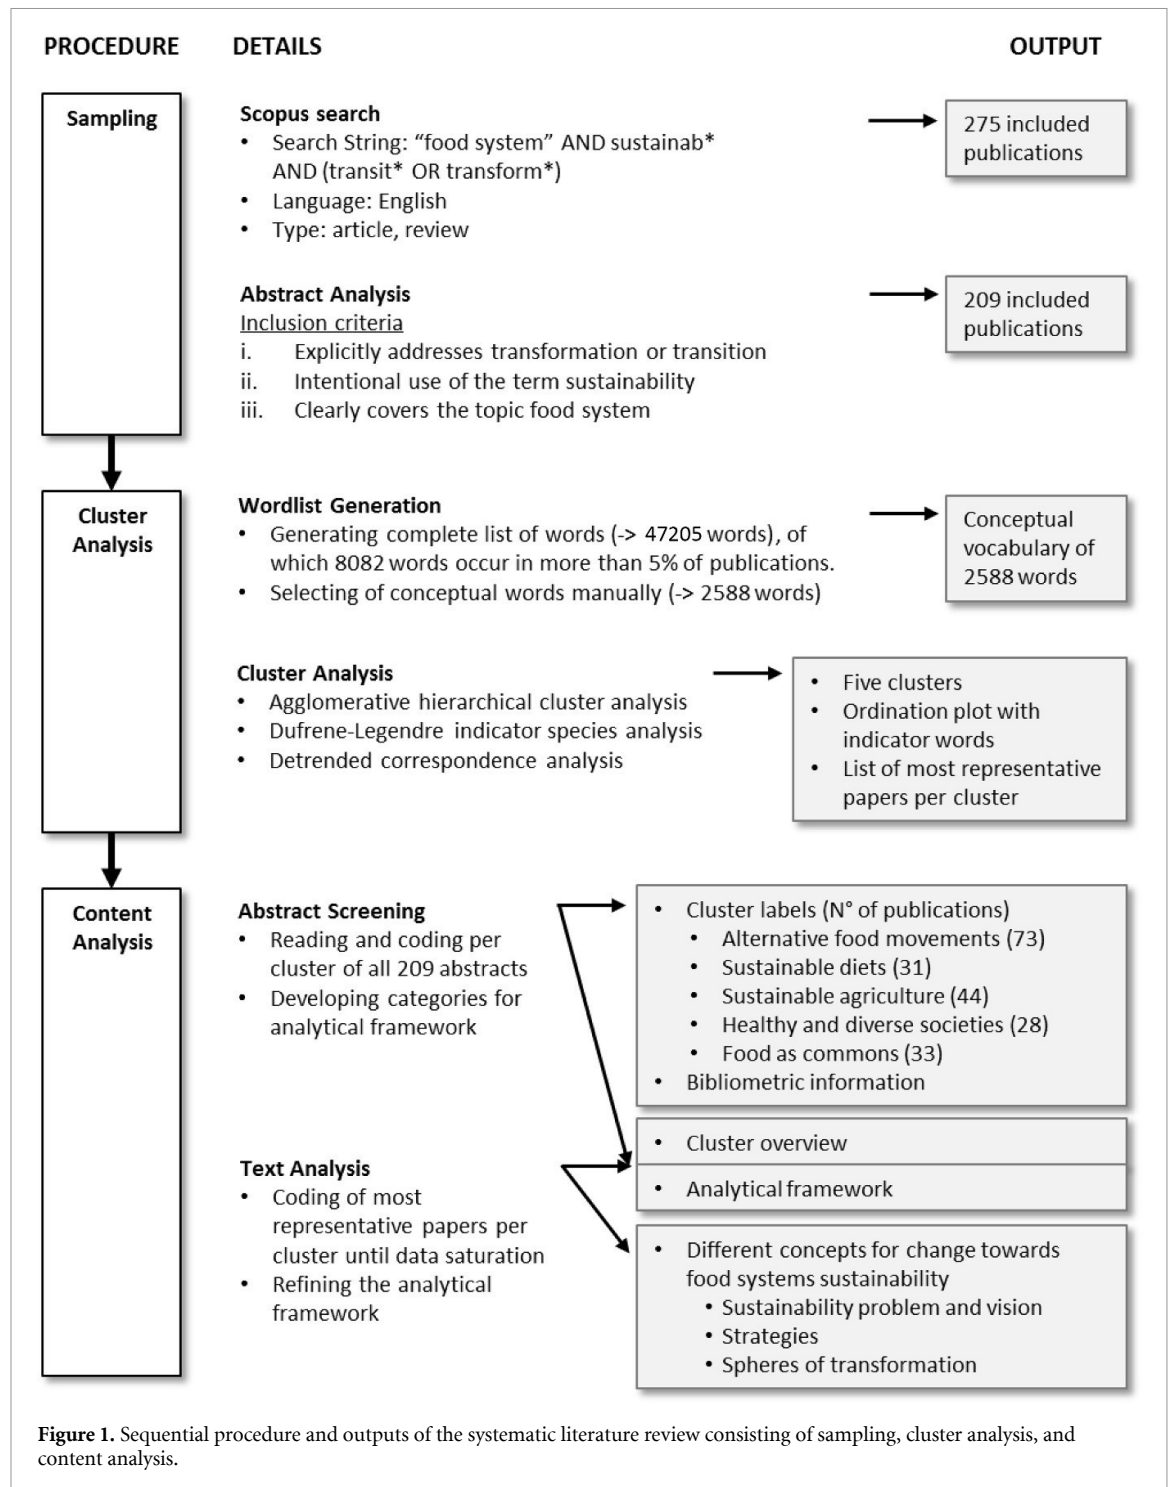 PROCEDURE DETAILS OUTPUT
Sampling
Scopus search
• Search String: “food system” AND sustainab*
AND (transit* OR transform*)
• Language: English
• Type: article, review
275 included
publications
Abstract Analysis
Inclusion criteria
i. Explicitly addresses transformation or transition
ii. Intentional use of the term sustainability
iii. Clearly covers the topic food system
209 included
publications
Cluster
Analysis
Wordlist Generation
• Generating complete list of words (-> 47205 words), of
which 8082 words occur in more than 5% of publications.
• Selecting of conceptual words manually (-> 2588 words)
Conceptual
vocabulary of
2588 words
Cluster Analysis
• Agglomerative hierarchical cluster analysis
• Dufrene-Legendre indicator species analysis
• Detrended correspondence analysis
• Five clusters
• Ordination plot with
indicator words
• List of most representative
papers per cluster
Content
Analysis
Abstract Screening
• Reading and coding per
cluster of all 209 abstracts
• Developing categories for
analytical framework
• Cluster labels (N° of publications)
• Alternative food movements (73)
• Sustainable diets (31)
• Sustainable agriculture (44)
• Healthy and diverse societies (28)
• Food as commons (33)
• Bibliometric information
• Cluster overview
• Analytical framework
Text Analysis
• Coding of most
representative papers per
cluster until data saturation
• Refining the analytical
framework
• Different concepts for change towards
food systems sustainability
• Sustainability problem and vision
• Strategies
• Spheres of transformation
Figure 1. Sequential procedure and outputs of the systematic literature review consisting of sampling, cluster analysis, and
content analysis.